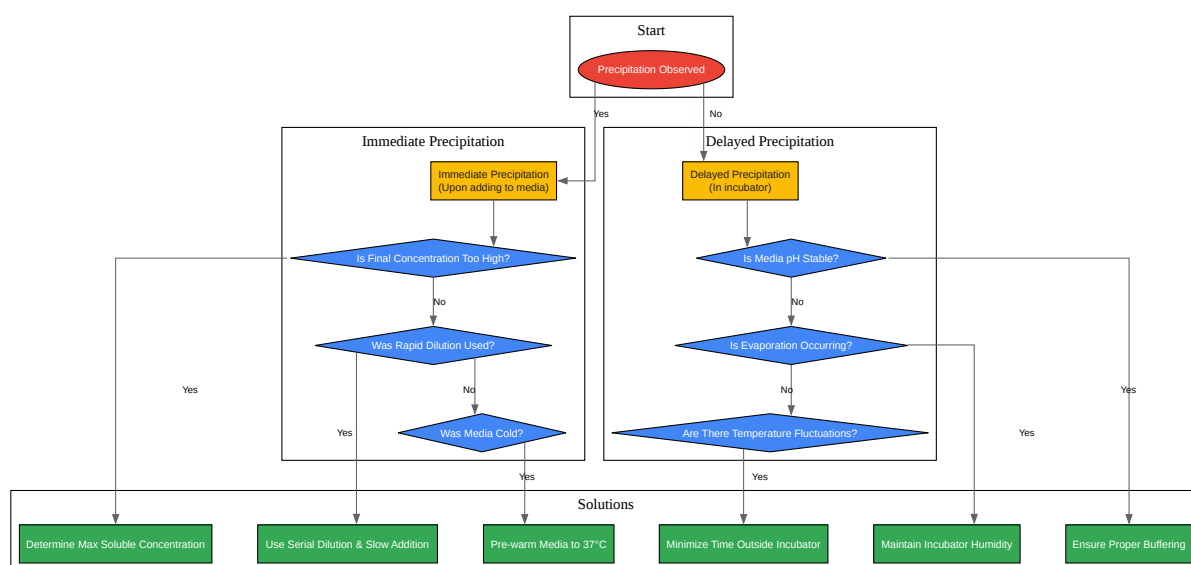 Start
Precipitation Observed
Yes
No
Immediate Precipitation
Delayed Precipitation
Immediate Precipitation
(Upon adding to media)
Delayed Precipitation
(In incubator)
Is Final Concentration Too High?
Is Media pH Stable?
No
No
Was Rapid Dilution Used?
Is Evaporation Occurring?
Yes
No
No
Yes
Yes
Was Media Cold?
Are There Temperature Fluctuations?
Yes
Yes
Yes
Solutions
Determine Max Soluble Concentration
Use Serial Dilution & Slow Addition
Pre-warm Media to 37°C
Minimize Time Outside Incubator
Maintain Incubator Humidity
Ensure Proper Buffering